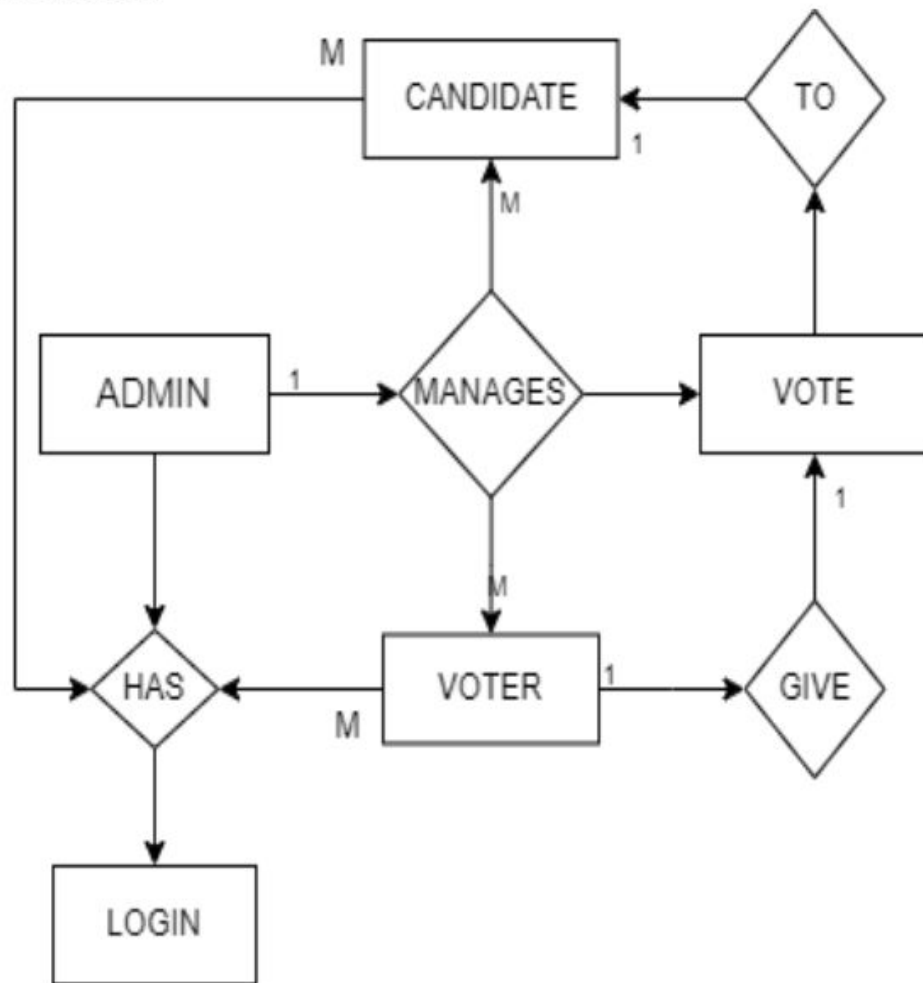 M
CANDIDATE
TO
1
M
ADMIN
1
MANAGES
VOTE
M
1
HAS
VOTER
1
GIVE
M
LOGIN